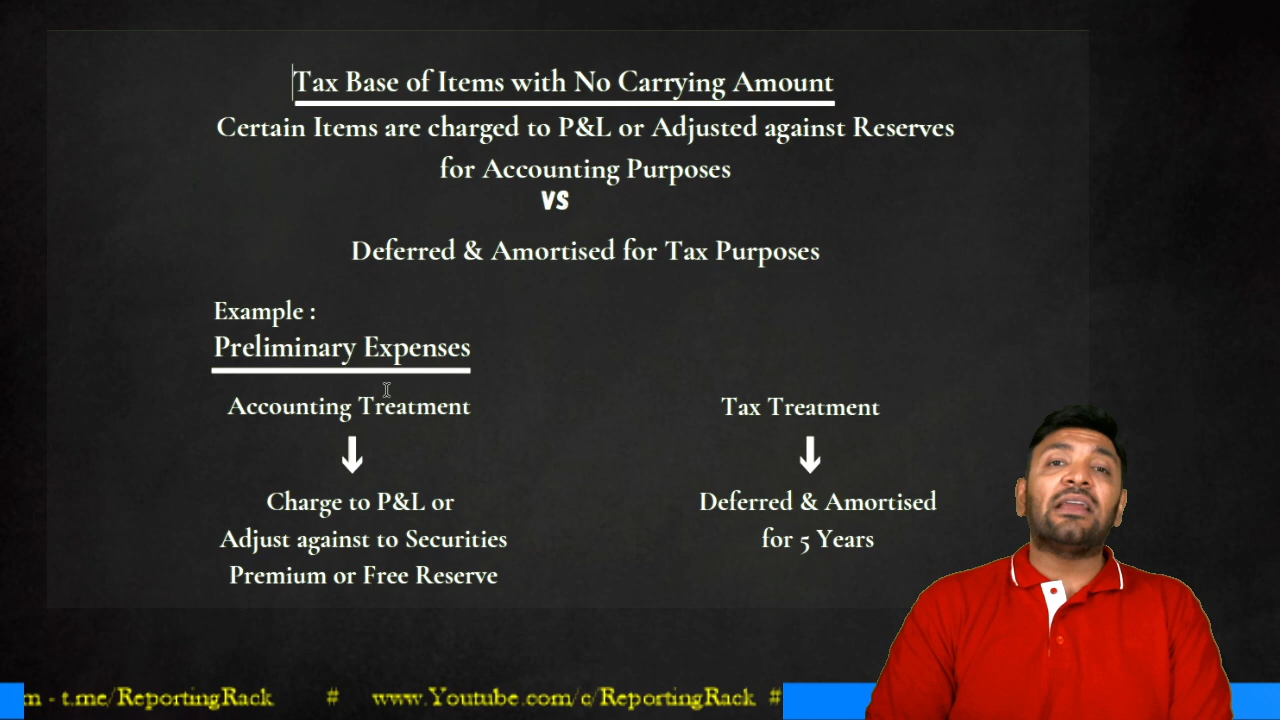 Tax Base of Items with No Carrying Amount
Certain Items are charged to P&L or Adjusted against Reserves
for Accounting Purposes
VS
Deferred & Amortised for Tax Purposes
Example :
Preliminary Expenses
Accounting Treatment
Tax Treatment
Charge to P&L or
Adjust against to Securities
Premium or Free Reserve
Deferred & Amortised
for 5 Years
m - t.me/ReportingRack # www.Youtube.com/c/ReportingRack #